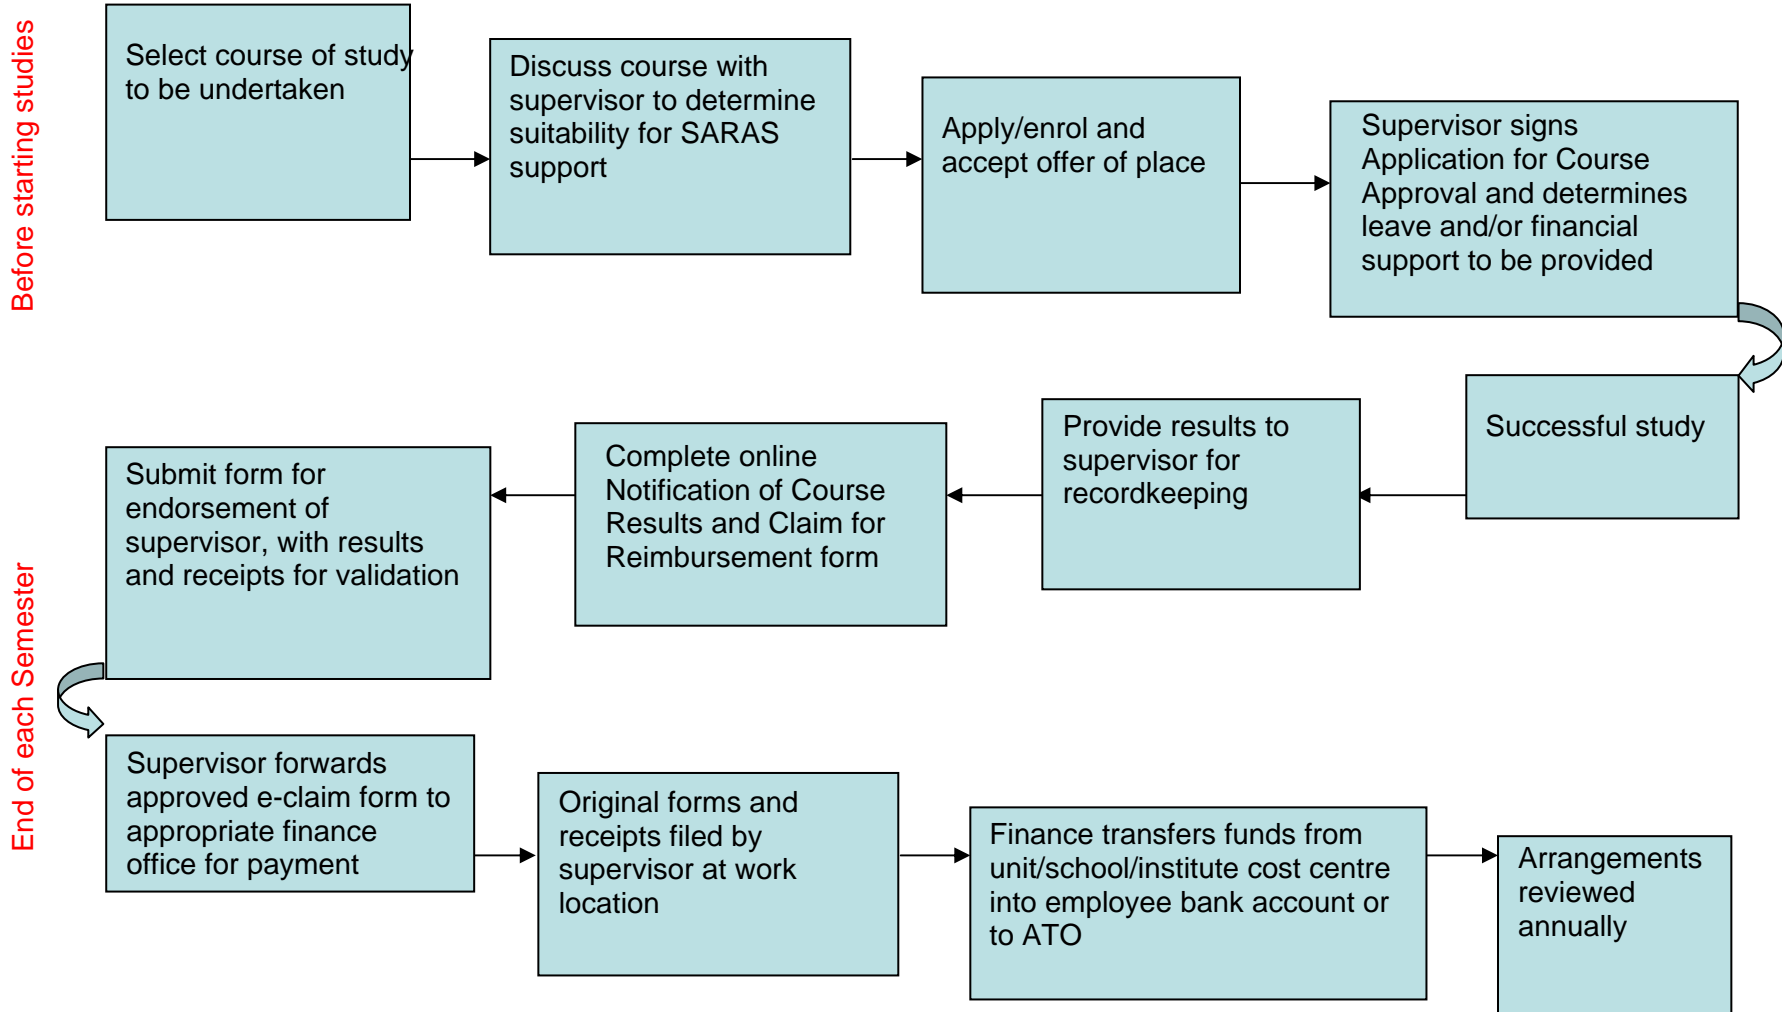 Before starting studies
Select course of study
to be undertaken
Discuss course with
supervisor to determine
suitability for SARAS
support
Apply/enrol and
accept offer of place
Supervisor signs
Application for Course
Approval and determines
leave and/or financial
support to be provided
Successful study
Provide results to
supervisor for
recordkeeping
Complete online
Notification of Course
Results and Claim for
Reimbursement form
Submit form for
endorsement of
supervisor, with results
and receipts for validation
End of each Semester
Supervisor forwards
approved e-claim form to
appropriate finance
office for payment
Original forms and
receipts filed by
supervisor at work
location
Finance transfers funds from
unit/school/institute cost centre
into employee bank account or
to ATO
Arrangements
reviewed
annually